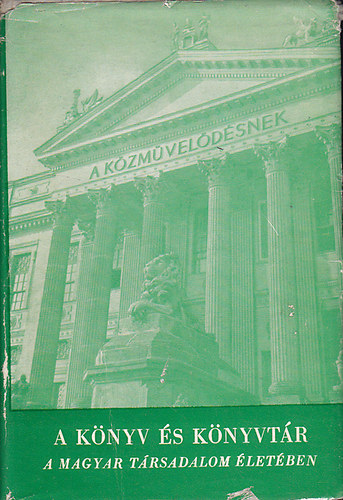 A KÖZMŰVELŐDÉSNEK
A KÖNYV ÉS KÖNYVTÁR
A MAGYAR TÁRSADALOM ÉLETÉBEN